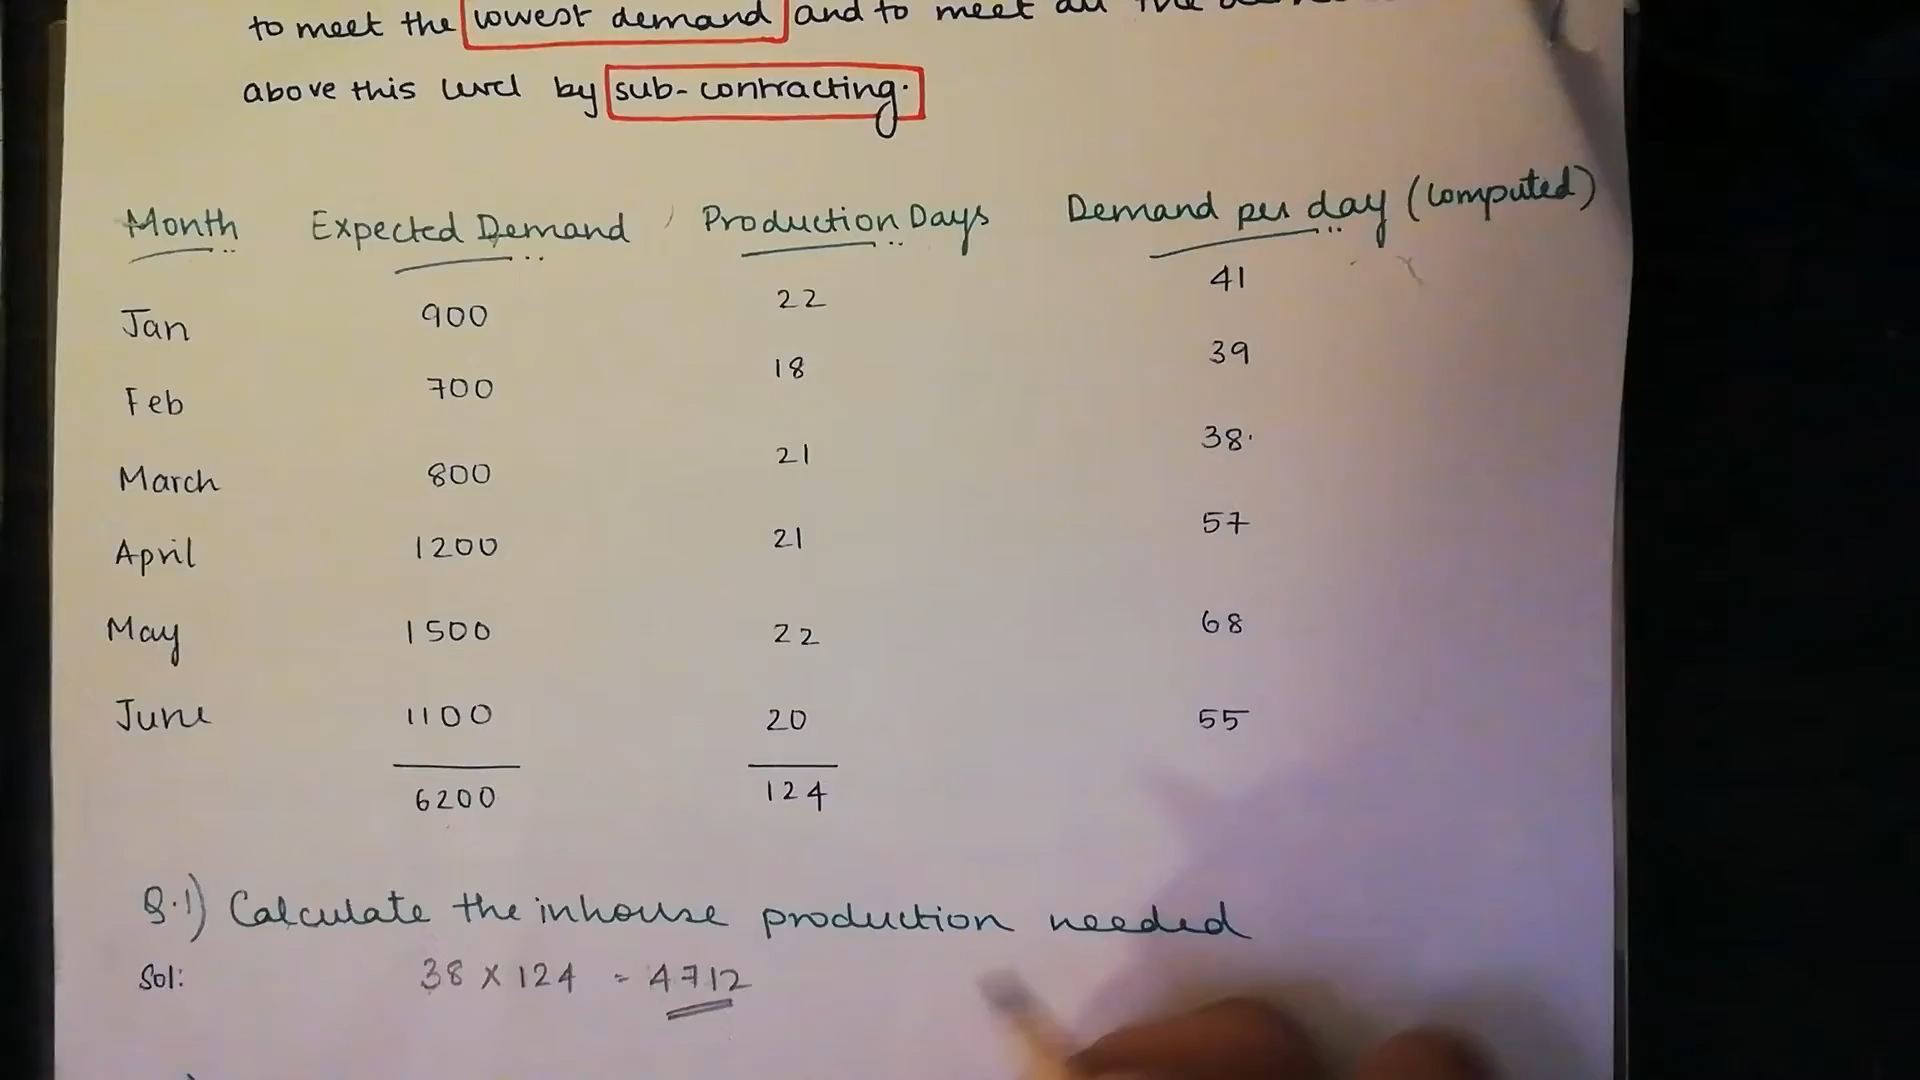 to meet the lowest demand and to meet
above this level by sub-contracting.
Month Expected Demand Production Days Demand per day (computed)
Jan 900 22 41
Feb 700 18 39
March 800 21 38.
April 1200 21 57
May 1500 22 68
June 1100 20 55
6200 124
Q.1) Calculate the inhouse production needed
Sol: 38 x 124 = 4712